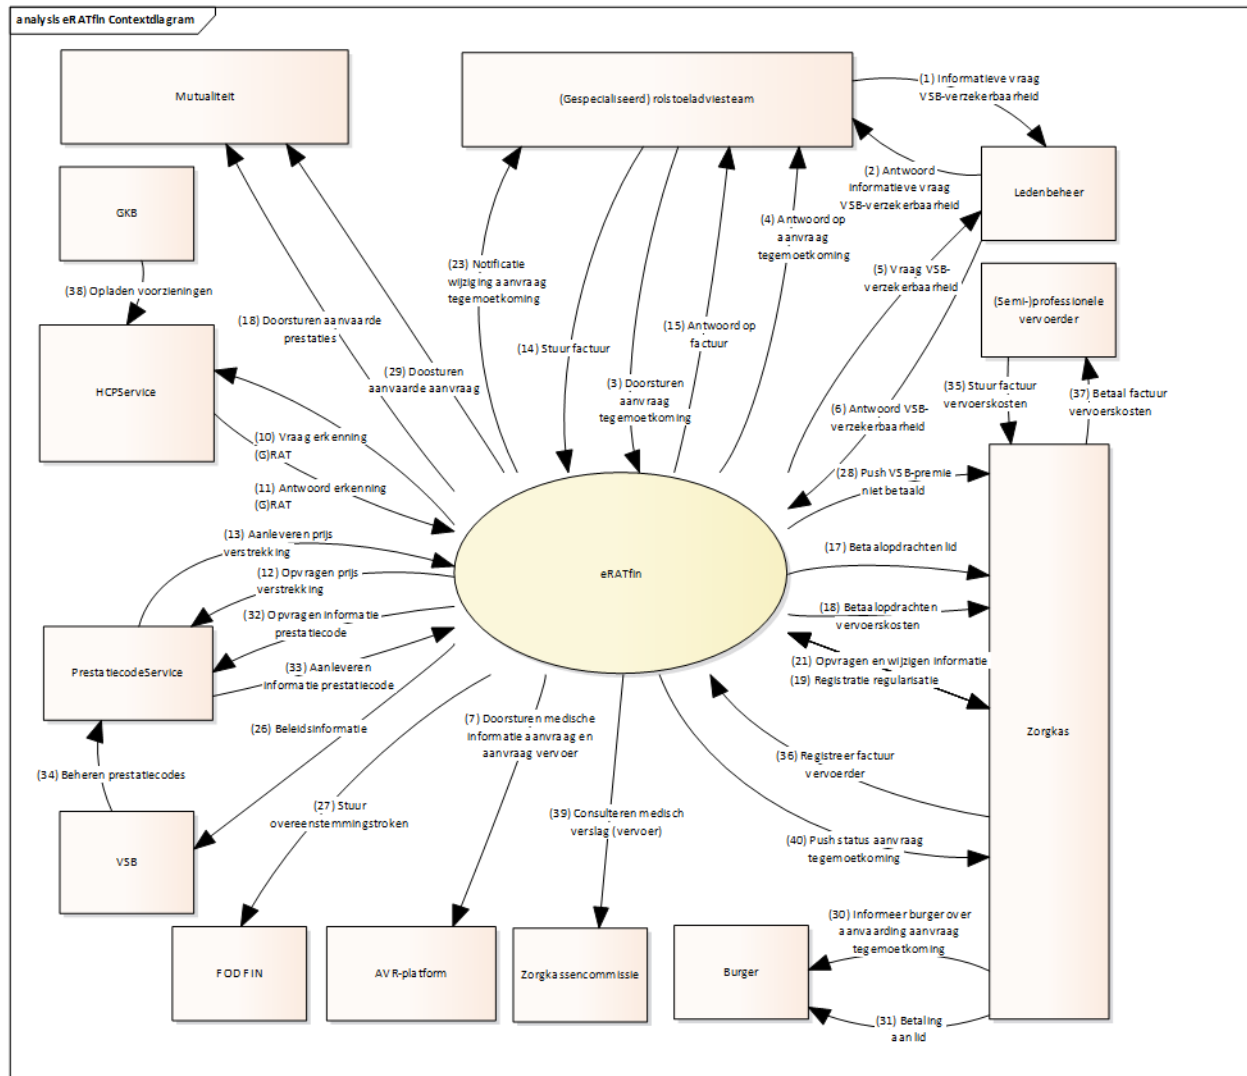 analysis eRATfin Contextdiagram
Mutualiteit
(Gespecialiseerd) rolstoeladviesteam
(1) Informatieve vraag
VSB-verzekerbaarheid
GKB
(2) Antwoord
informatieve vraag
VSB-verzekerbaarheid
Ledenbeheer
(4) Antwoord op
aanvraag
tegemoetkoming
(23) Notificatie
wijziging aanvraag
tegemoetkoming
(5) Vraag VSB-
verzekerbaarheid
(38) Opladen voorzieningen
(Semi-)professionele
vervoerder
(18) Doorsturen aanvaarde
prestaties
(14) Stuur factuur
(15) Antwoord op
factuur
HCPService
(29) Doosturen
aanvaarde aanvraag
(3) Doorsturen
aanvraag
tegemoetkoming
(35) Stuur factuur
vervoerskosten
(37) Betaal factuur
vervoerskosten
(6) Antwoord VSB-
verzekerbaarheid
(10) Vraag erkenning
(G)RAT
(11) Antwoord erkenning
(G)RAT
(28) Push VSB-premie
niet betaald
(13) Aanleveren prijs
verstrekking
(17) Betaalopdrachten lid
(12) Opvragen prijs
verstrekking
eRATfin
(32) Opvragen informatie
prestatiecode
(18) Betaalopdrachten
vervoerskosten
PrestatiecodeService
(33) Aanleveren
informatie prestatiecode
(21) Opvragen en wijzigen informatie
(19) Registratie regularisatie
(26) Beleidsinformatie
(7) Doorsturen medische
informatie aanvraag en
aanvraag vervoer
Zorgkas
(36) Registreer factuur
vervoerder
(34) Beheren prestatiecodes
(27) Stuur
overeenstemmingstroken
(39) Consulteren medisch
verslag (vervoer)
(40) Push status aanvraag
tegemoetkoming
VSB
(30) Informeer burger over
aanvaarding aanvraag
tegemoetkoming
FOD FIN
AVR-platform
Zorgkassencommissie
Burger
(31) Betaling
aan lid